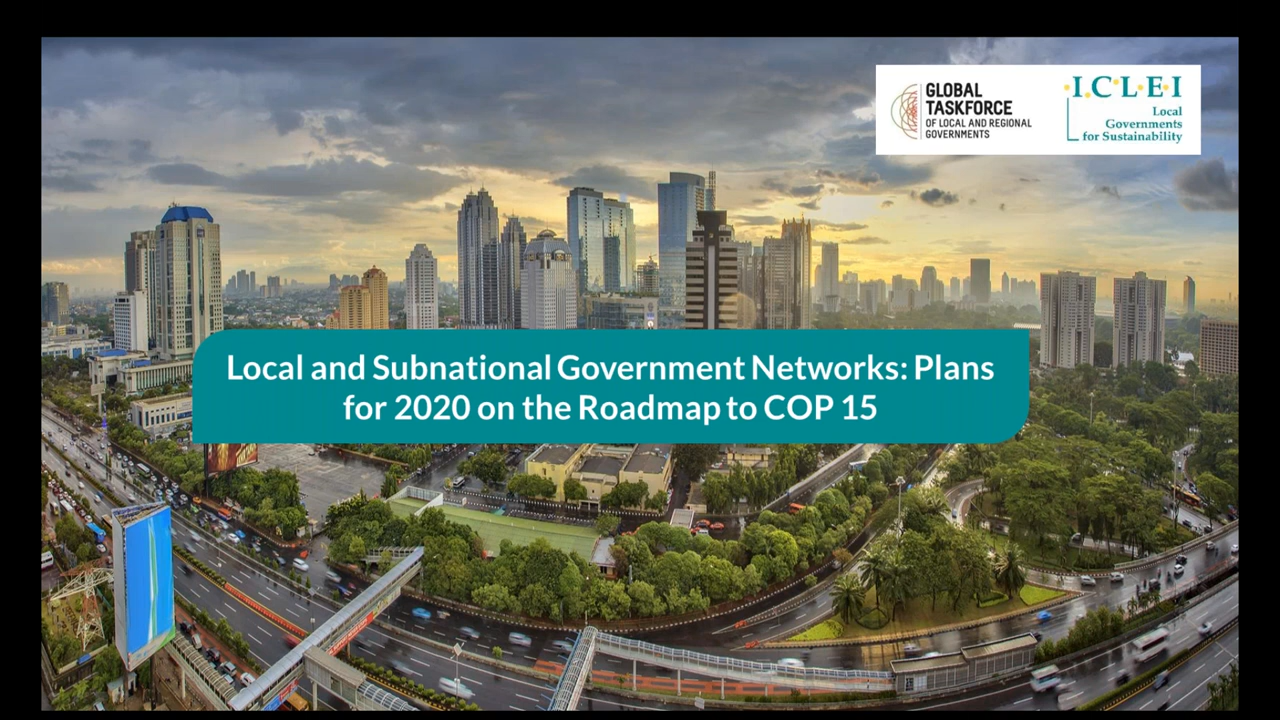 GLOBAL
TASKFORCE
OF LOCAL AND REGIONAL
GOVERNMENTS
I.C.L.E.I
Local
Governments
for Sustainability
Local and Subnational Government Networks: Plans
for 2020 on the Roadmap to COP 15